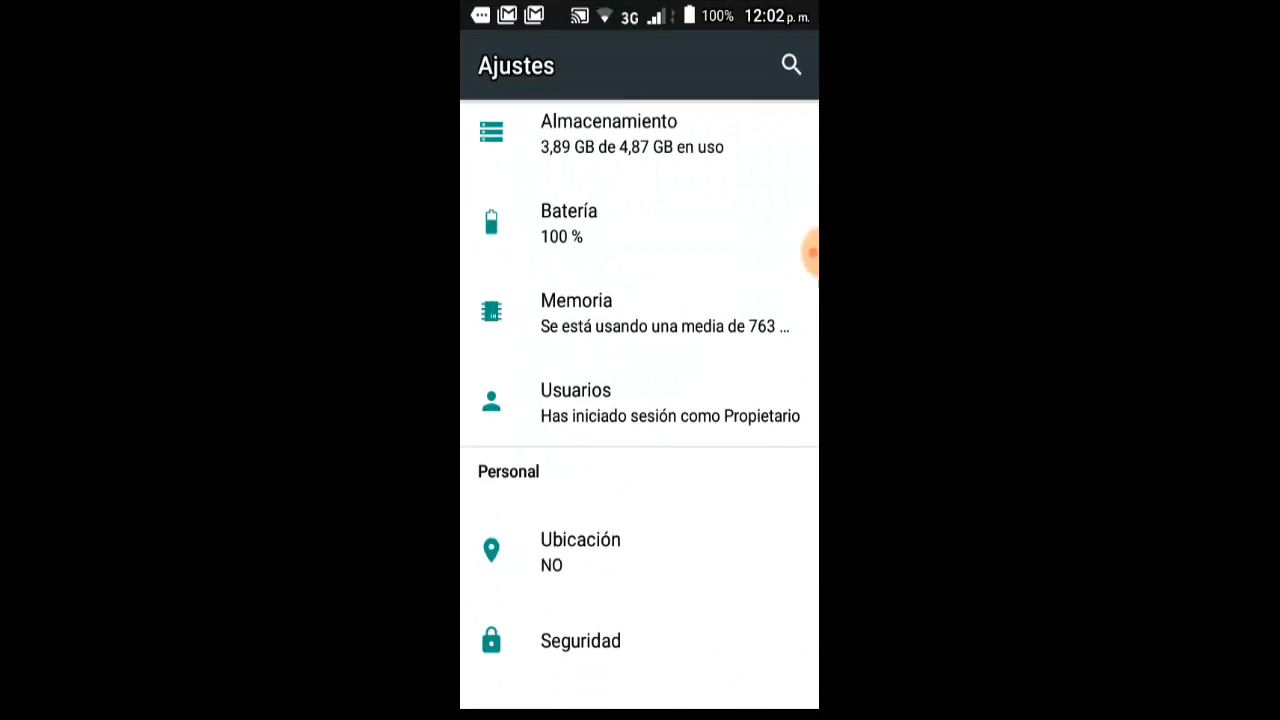 3G 100% 12:02 p. m.
Ajustes
Almacenamiento
3,89 GB de 4,87 GB en uso
Batería
100 %
Memoria
Se está usando una media de 763 ...
Usuarios
Has iniciado sesión como Propietario
Personal
Ubicación
NO
Seguridad